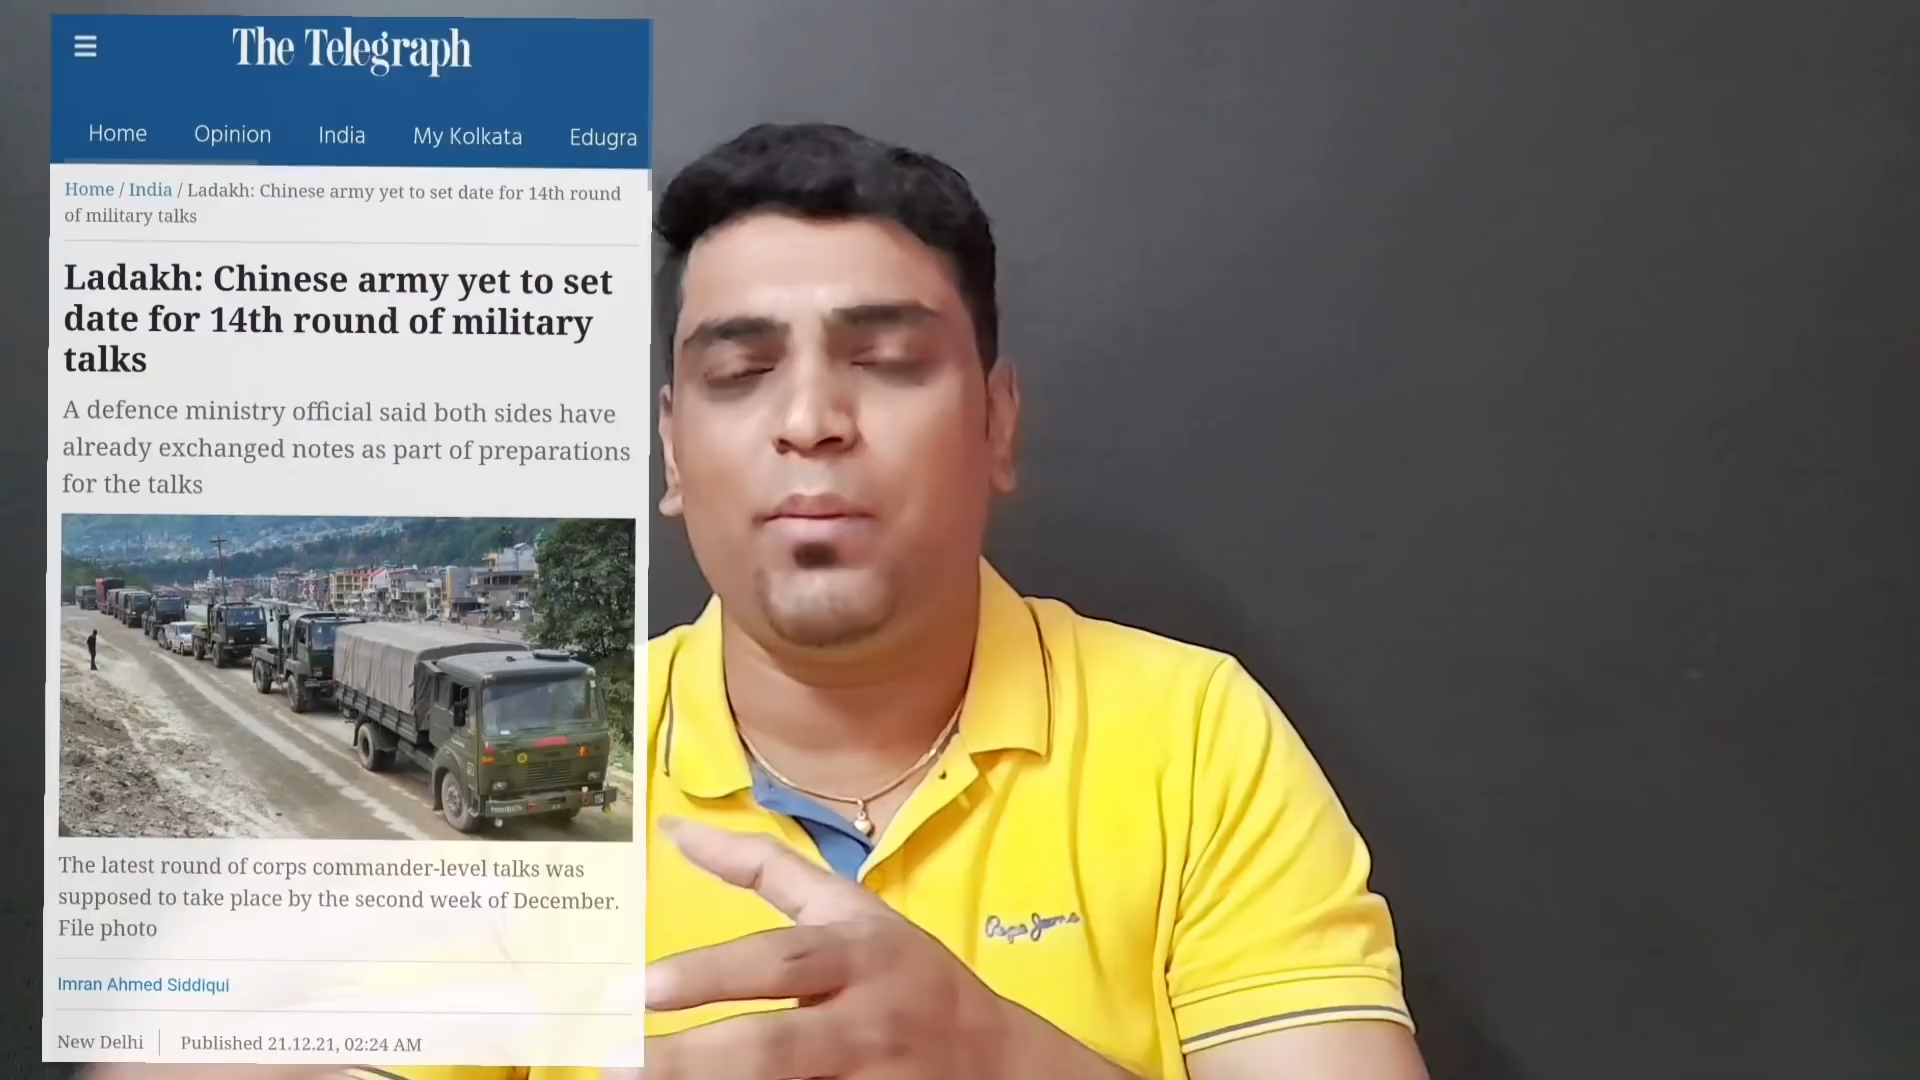 The Telegraph
Home Opinion India My Kolkata Edugra
Home / India / Ladakh: Chinese army yet to set date for 14th round
of military talks
Ladakh: Chinese army yet to set
date for 14th round of military
talks
A defence ministry official said both sides have
already exchanged notes as part of preparations
for the talks
The latest round of corps commander-level talks was
supposed to take place by the second week of December.
File photo
Imran Ahmed Siddiqui
New Delhi Published 21.12.21, 02:24 AM
Pepe Jeans